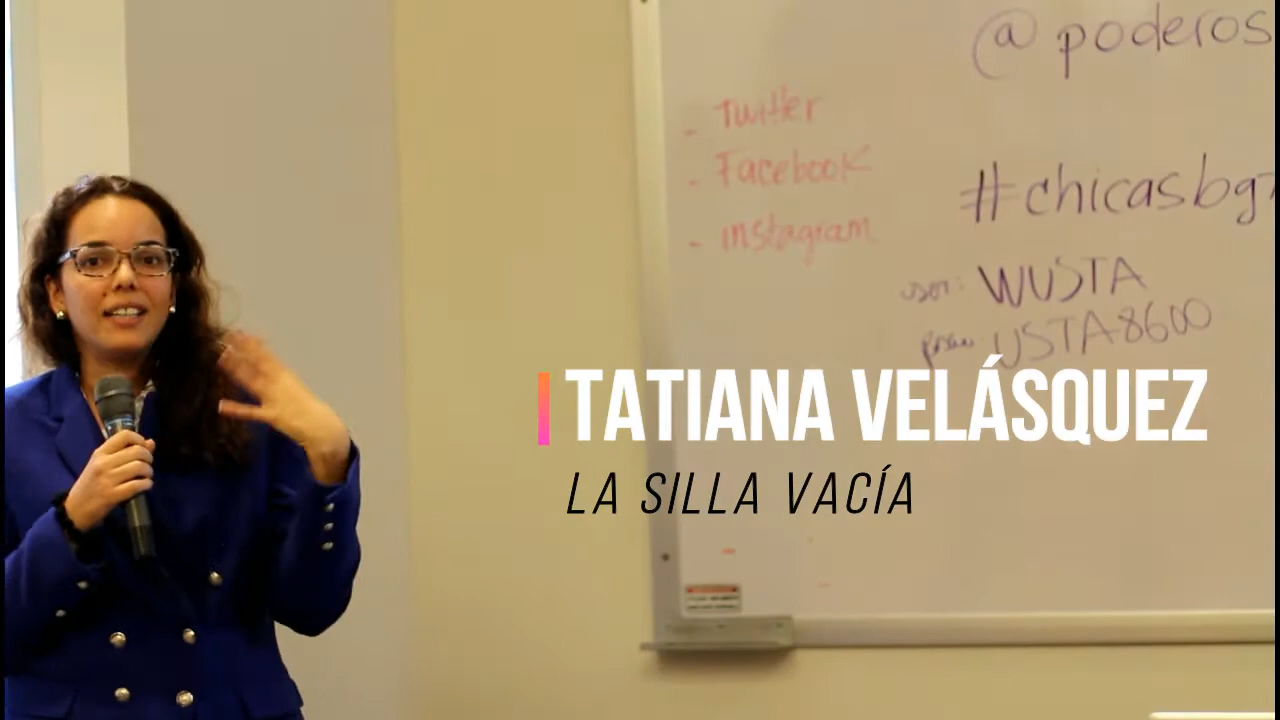 @poderos
- Twitter
- Facebook
- instagram
#chicasbg
WUSTA
USTA8600
TATIANA VELÁSQUEZ
LA SILLA VACÍA